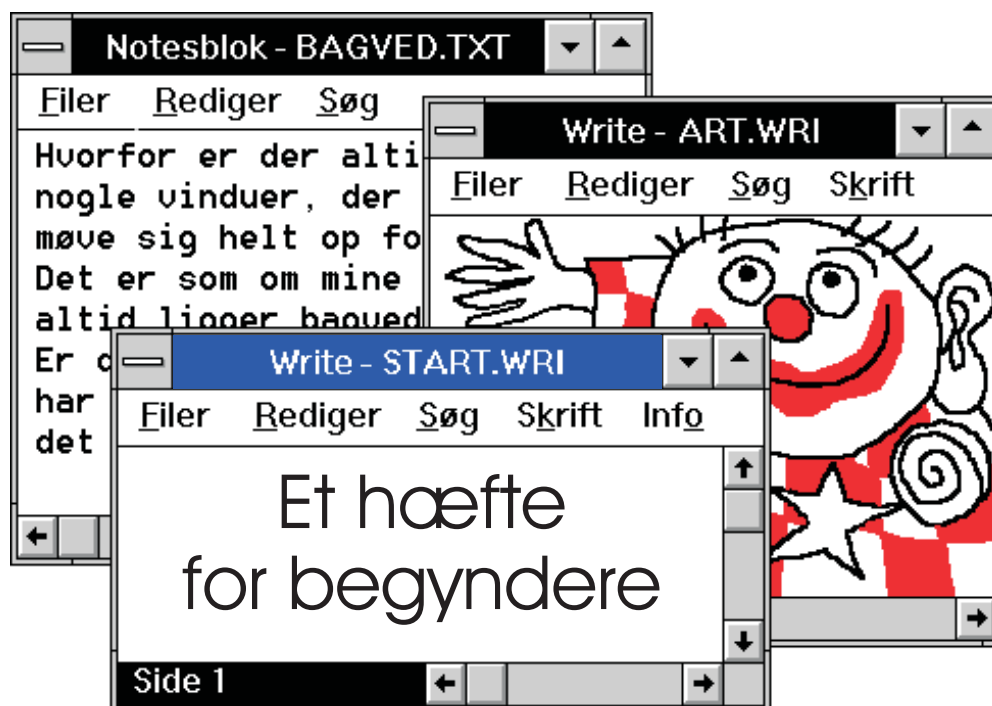 Notesblok - BAGVED.TXT
Filer Rediger Søg
Hvorfor er der alti
nogle vinduer, der
møve sig helt op fo
Det er som om mine
altid ligger bagved
Er d
har
det
Write - ART.WRI
Filer Rediger Søg Skrift
Write - START.WRI
Filer Rediger Søg Skrift Info
Et hæfte
for begyndere
Side 1